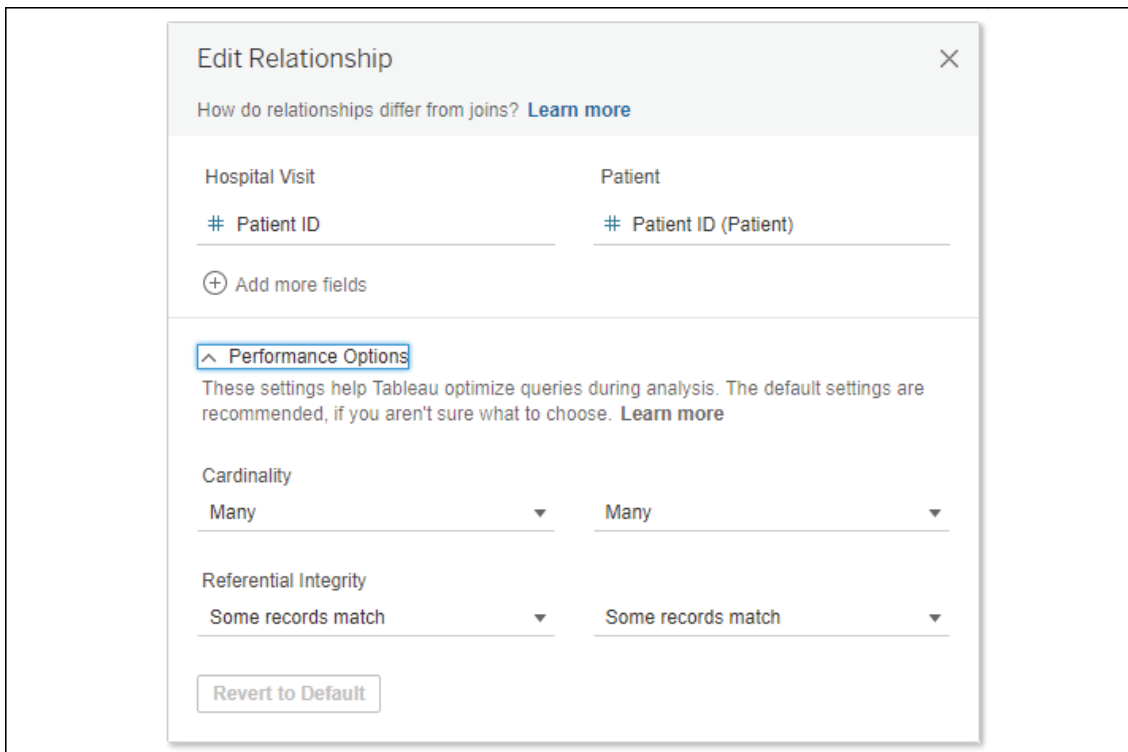 Edit Relationship
How do relationships differ from joins? Learn more
Hospital Visit Patient
# Patient ID # Patient ID (Patient)
Add more fields
Performance Options
These settings help Tableau optimize queries during analysis. The default settings are
recommended, if you aren't sure what to choose. Learn more
Cardinality
Many Many
Referential Integrity
Some records match Some records match
Revert to Default